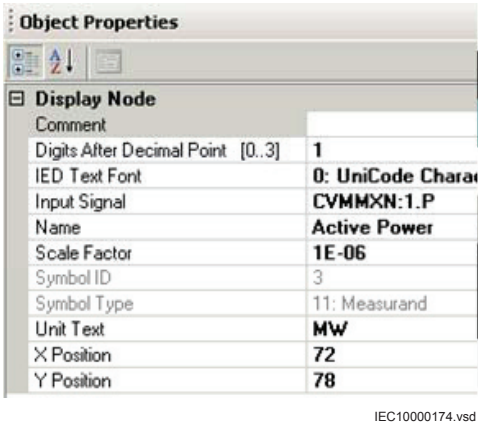 Object Properties
Display Node
Comment
Digits After Decimal Point [0..3] 1
IED Text Font 0: UniCode Charac
Input Signal CVMMXN:1.P
Name Active Power
Scale Factor 1E-06
Symbol ID 3
Symbol Type 11: Measurand
Unit Text MW
X Position 72
Y Position 78
IEC10000174.vsd